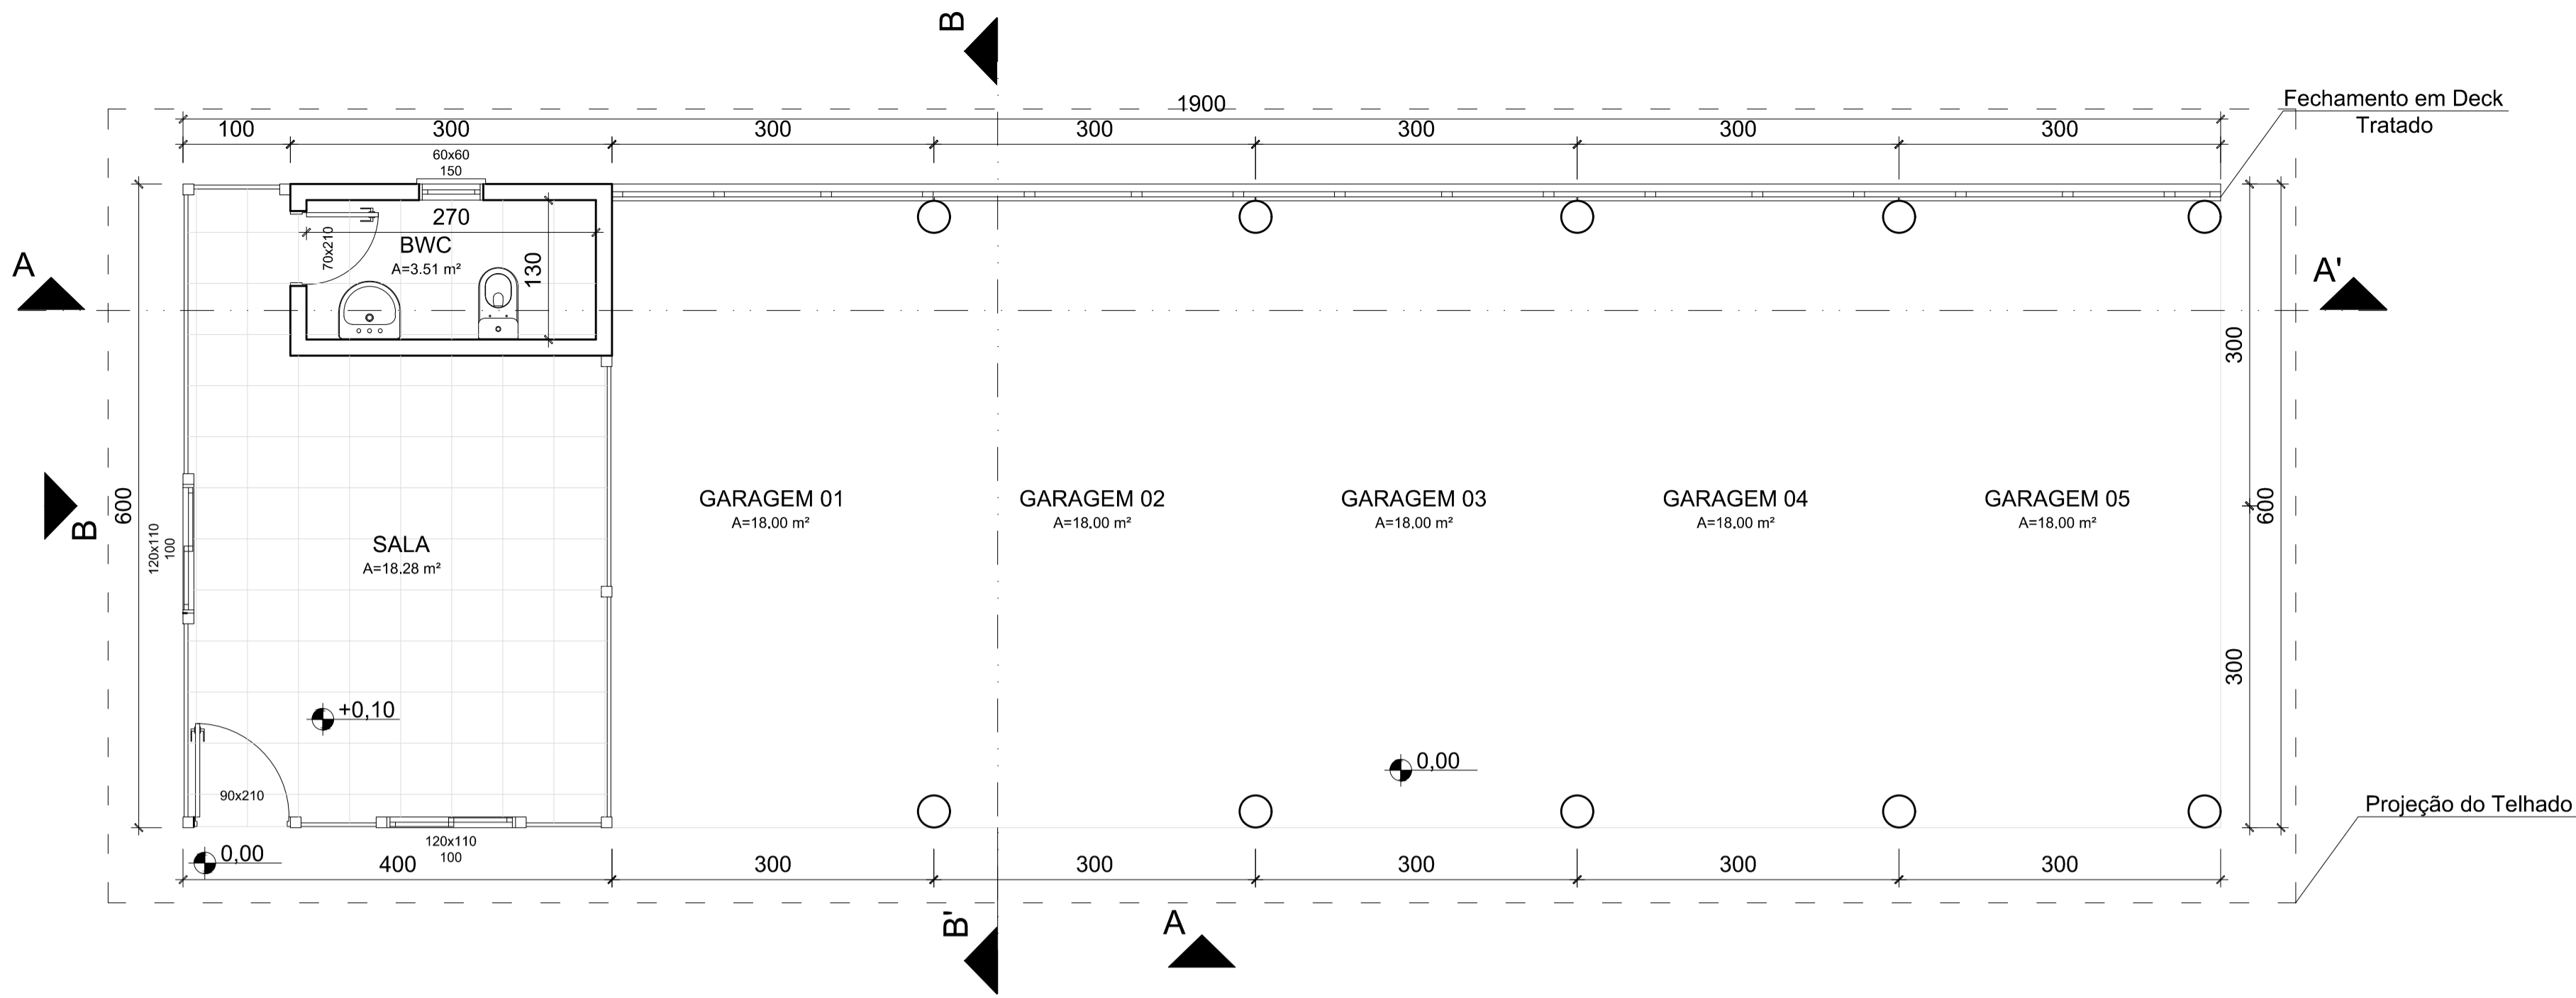 B
1900
Fechamento em Deck
Tratado
100
300
300
300
300
300
300
60x60
150
270
70x210
BWC
A=3.51 m²
130
A
A'
300
600
B
120x110
100
GARAGEM 01
A=18,00 m²
GARAGEM 02
A=18,00 m²
GARAGEM 03
A=18,00 m²
GARAGEM 04
A=18,00 m²
GARAGEM 05
A=18,00 m²
600
SALA
A=18.28 m²
300
+0,10
0,00
90x210
Projeção do Telhado
120x110
100
0,00
400
300
300
300
300
300
B'
A